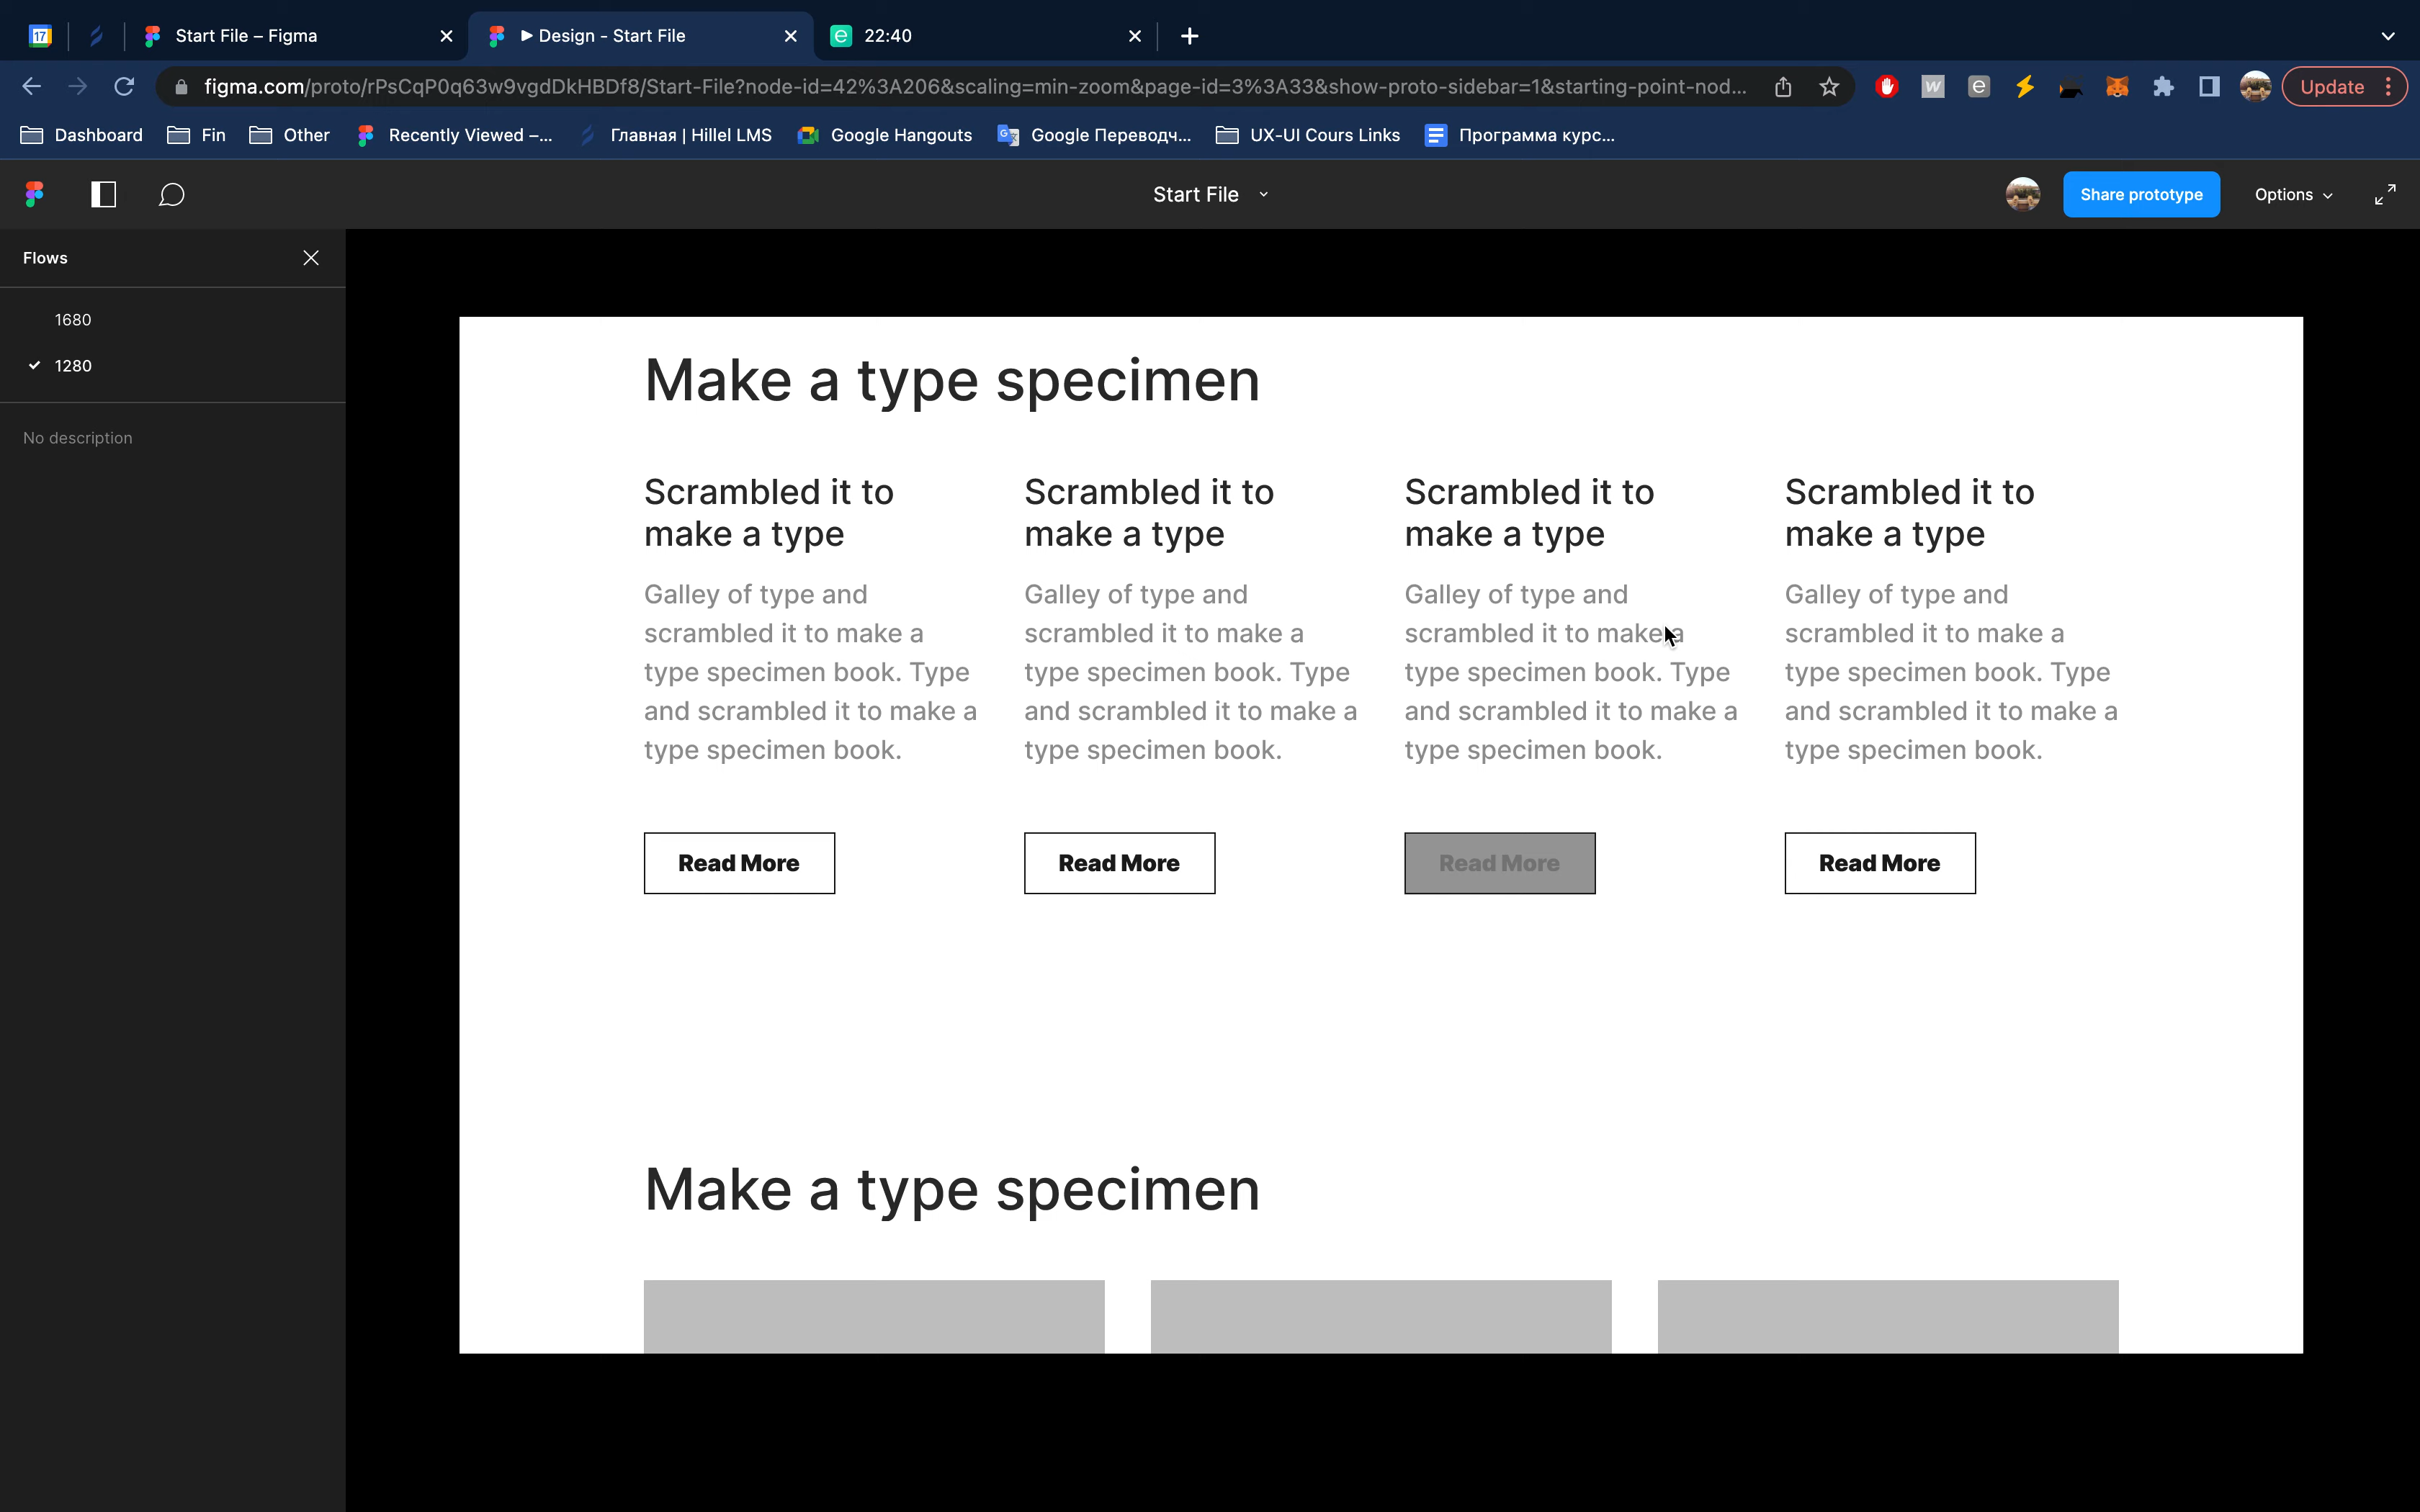 17
Start File – Figma
Design - Start File
22:40
figma.com/proto/rPsCqP0q63w9vgdDkHBDf8/Start-File?node-id=42%3A206&scaling=min-zoom&page-id=3%3A33&show-proto-sidebar=1&starting-point-nod...
Update
Dashboard
Fin
Other
Recently Viewed –...
Главная | Hillel LMS
Google Hangouts
Google Переводч...
UX-UI Cours Links
Программа курс...
Start File
Share prototype
Options
Flows
1680
1280
No description
Make a type specimen
Scrambled it to
make a type
Galley of type and
scrambled it to make a
type specimen book. Type
and scrambled it to make a
type specimen book.
Read More
Scrambled it to
make a type
Galley of type and
scrambled it to make a
type specimen book. Type
and scrambled it to make a
type specimen book.
Read More
Scrambled it to
make a type
Galley of type and
scrambled it to make a
type specimen book. Type
and scrambled it to make a
type specimen book.
Read More
Scrambled it to
make a type
Galley of type and
scrambled it to make a
type specimen book. Type
and scrambled it to make a
type specimen book.
Read More
Make a type specimen